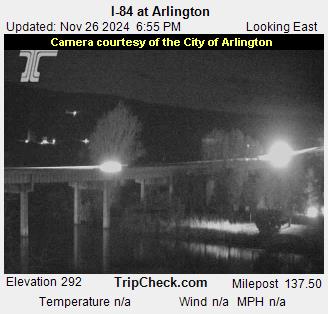 I-84 at Arlington
Updated: Nov 26 2024 6:55 PM Looking East
Camera courtesy of the City of Arlington
Elevation 292 TripCheck.com Milepost 137.50
Temperature n/a Wind n/a MPH n/a